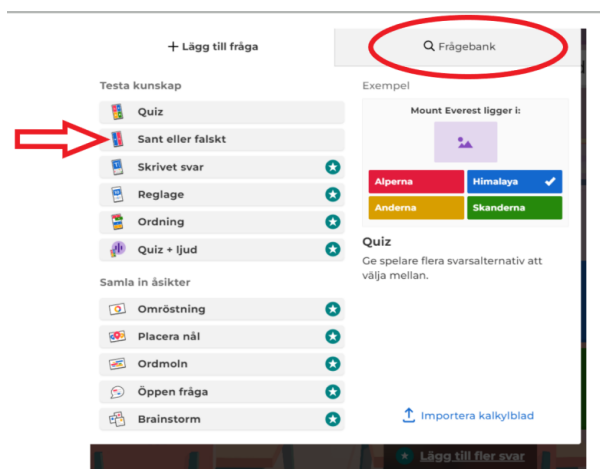 + Lägg till fråga
Frågebank
Testa kunskap
Quiz
Sant eller falskt
Skrivet svar
Reglage
Ordning
Quiz + ljud
Samla in åsikter
Omröstning
Placera nål
Ordmoln
Öppen fråga
Brainstorm
Exempel
Mount Everest ligger i:
Alperna
Himalaya
Anderna
Skanderna
Quiz
Ge spelare flera svarsalternativ att
välja mellan.
Importera kalkylblad
Lägg till fler svar